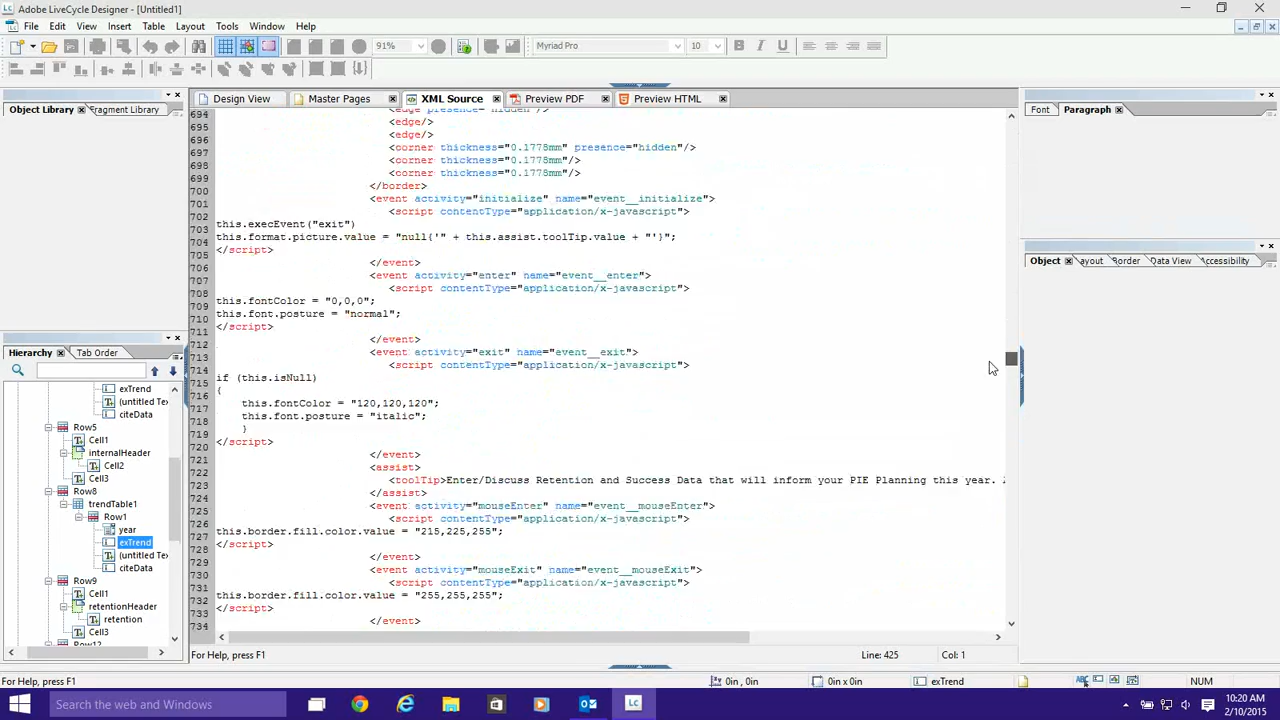 Adobe LiveCycle Designer - [Untitled1]
File Edit View Insert Table Layout Tools Window Help
91% Myriad Pro 10 B I U
Object Library Fragment Library
Design View Master Pages XML Source Preview PDF Preview HTML
Font Paragraph
694 <edge presence="hidden"/>
695 <edge/>
696 <edge/>
697 <corner thickness="0.1778mm" presence="hidden"/>
698 <corner thickness="0.1778mm"/>
699 <corner thickness="0.1778mm"/>
700 </border>
701 <event activity="initialize" name="event__initialize">
702 <script contentType="application/x-javascript">
703 this.execEvent("exit")
704 this.format.picture.value = "null{'" + this.assist.toolTip.value + "'}";
705 </script>
706 </event>
707 <event activity="enter" name="event__enter">
708 <script contentType="application/x-javascript">
709 this.fontColor = "0,0,0";
710 this.font.posture = "normal";
711 </script>
712 </event>
713 <event activity="exit" name="event__exit">
714 <script contentType="application/x-javascript">
715 if (this.isNull)
716 {
717 this.fontColor = "120,120,120";
718 this.font.posture = "italic";
719 }
720 </script>
721 </event>
722 <assist>
723 <toolTip>Enter/Discuss Retention and Success Data that will inform your PIE Planning this year.
724 </assist>
725 <event activity="mouseEnter" name="event__mouseEnter">
726 <script contentType="application/x-javascript">
727 this.border.fill.color.value = "215,225,255";
728 </script>
729 </event>
730 <event activity="mouseExit" name="event__mouseExit">
731 <script contentType="application/x-javascript">
732 this.border.fill.color.value = "255,255,255";
733 </script>
734 </event>
Object Layout Border Data View Accessibility
Hierarchy Tab Order
exTrend
(untitled Te
citeData
Row5
Cell1
internalHeader
Cell2
Cell3
Row8
trendTable1
Row1
year
exTrend
(untitled Te
citeData
Row9
Cell1
retentionHeader
retention
Cell3
Row12
For Help, press F1 Line: 425 Col: 1
For Help, press F1 0in , 0in 0in x 0in exTrend NUM
Search the web and Windows
10:20 AM
2/10/2015